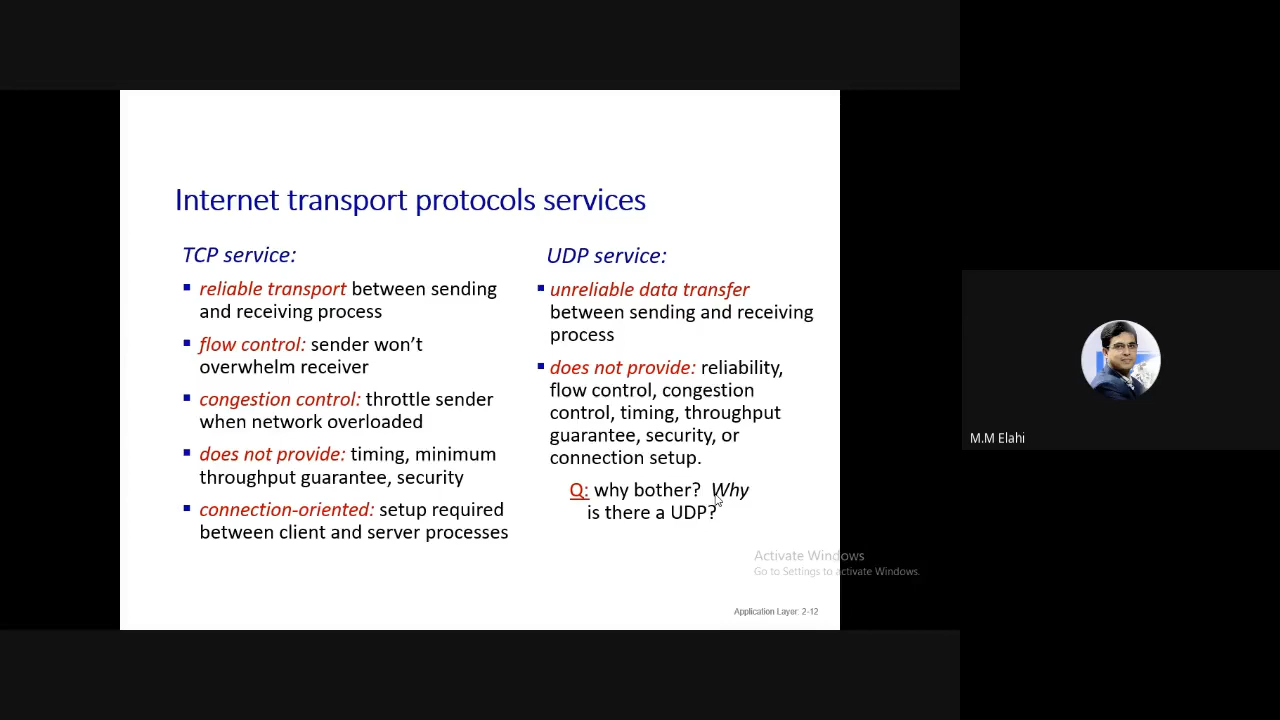 Internet transport protocols services
TCP service:
reliable transport between sending
and receiving process
flow control: sender won't
overwhelm receiver
congestion control: throttle sender
when network overloaded
does not provide: timing, minimum
throughput guarantee, security
connection-oriented: setup required
between client and server processes
UDP service:
unreliable data transfer
between sending and receiving
process
does not provide: reliability,
flow control, congestion
control, timing, throughput
guarantee, security, or
connection setup.
Q: why bother? Why
is there a UDP?
Activate Windows
Go to Settings to activate Windows.
Application Layer: 2-12
M.M Elahi